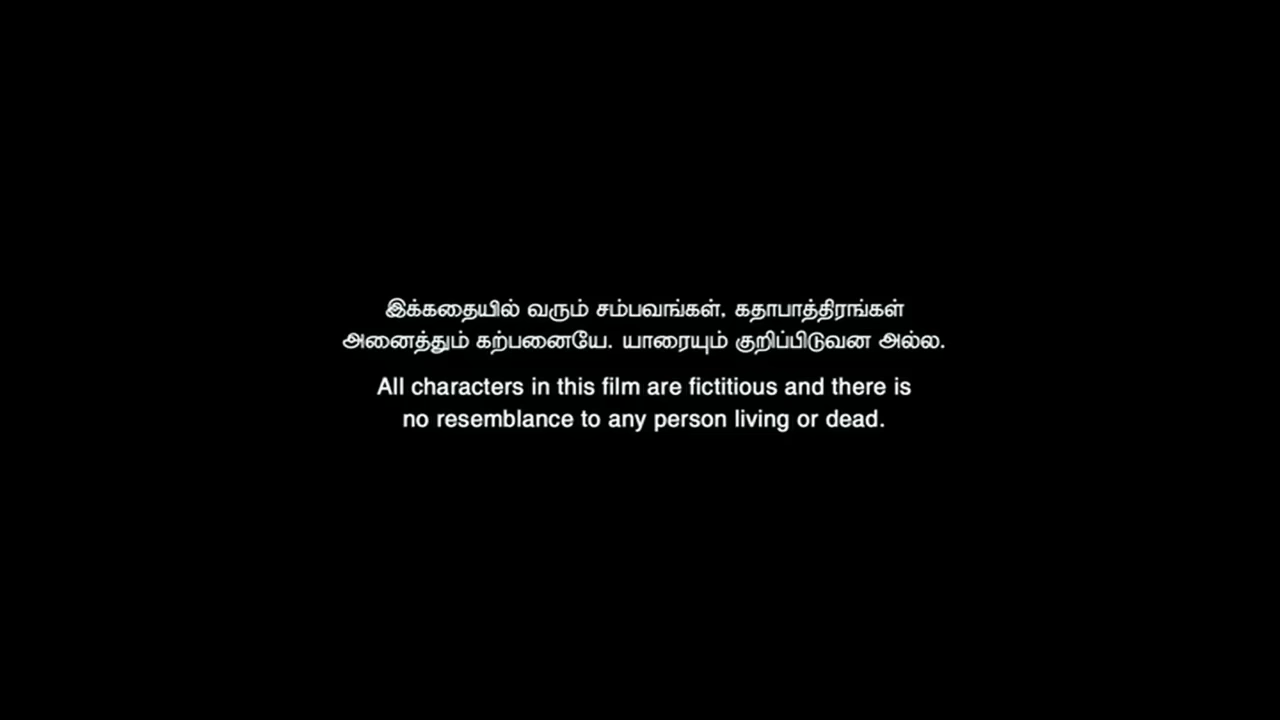 இக்கதையில் வரும் சம்பவங்கள், கதாபாத்திரங்கள்
அனைத்தும் கற்பனையே. யாரையும் குறிப்பிடுவன அல்ல.
All characters in this film are fictitious and there is
no resemblance to any person living or dead.